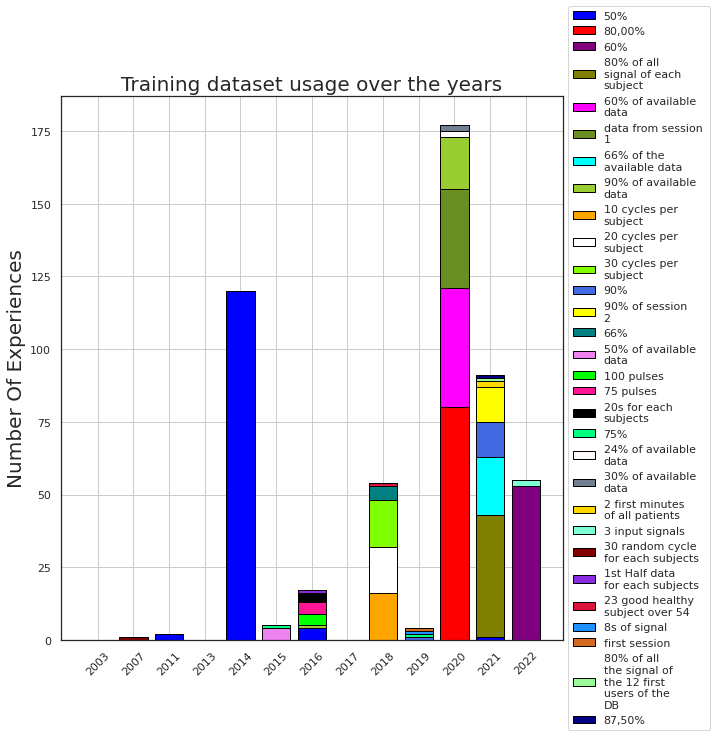 Training dataset usage over the years
Number Of Experiences
175
150
125
100
75
50
25
0
2003
2007
2011
2013
2014
2015
2016
2017
2018
2019
2020
2021
2022
50%
80,00%
60%
80% of all
signal of each
subject
60% of available
data
data from session
1
66% of the
available data
90% of available
data
10 cycles per
subject
20 cycles per
subject
30 cycles per
subject
90%
90% of session
2
66%
50% of available
data
100 pulses
75 pulses
20s for each
subjects
75%
24% of available
data
30% of available
data
2 first minutes
of all patients
3 input signals
30 random cycle
for each subjects
1st Half data
for each subjects
23 good healthy
subject over 54
8s of signal
first session
80% of all
the signal of
the 12 first
users of the
DB
87,50%